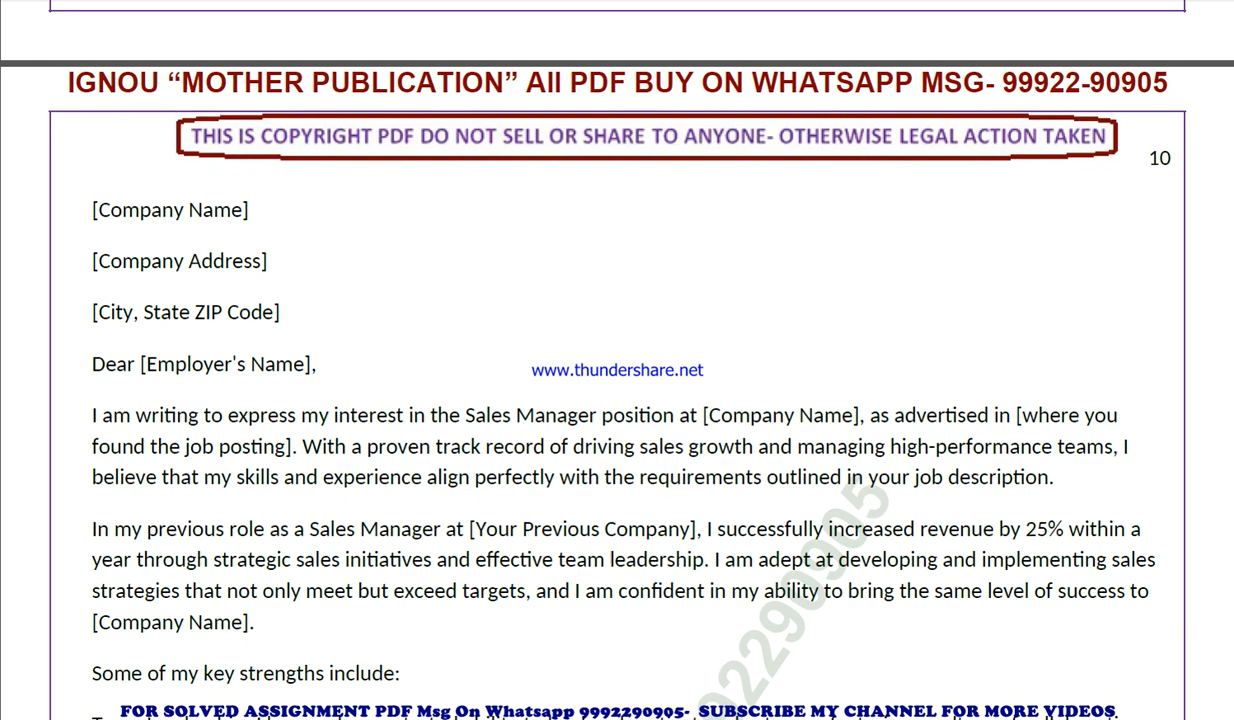 IGNOU “MOTHER PUBLICATION” All PDF BUY ON WHATSAPP MSG- 99922-90905
THIS IS COPYRIGHT PDF DO NOT SELL OR SHARE TO ANYONE- OTHERWISE LEGAL ACTION TAKEN
10
[Company Name]
[Company Address]
[City, State ZIP Code]
Dear [Employer's Name],
www.thundershare.net
I am writing to express my interest in the Sales Manager position at [Company Name], as advertised in [where you
found the job posting]. With a proven track record of driving sales growth and managing high-performance teams, I
believe that my skills and experience align perfectly with the requirements outlined in your job description.
In my previous role as a Sales Manager at [Your Previous Company], I successfully increased revenue by 25% within a
year through strategic sales initiatives and effective team leadership. I am adept at developing and implementing sales
strategies that not only meet but exceed targets, and I am confident in my ability to bring the same level of success to
[Company Name].
Some of my key strengths include:
FOR SOLVED ASSIGNMENT PDF Msg On Whatsapp 9992290905- SUBSCRIBE MY CHANNEL FOR MORE VIDEOS